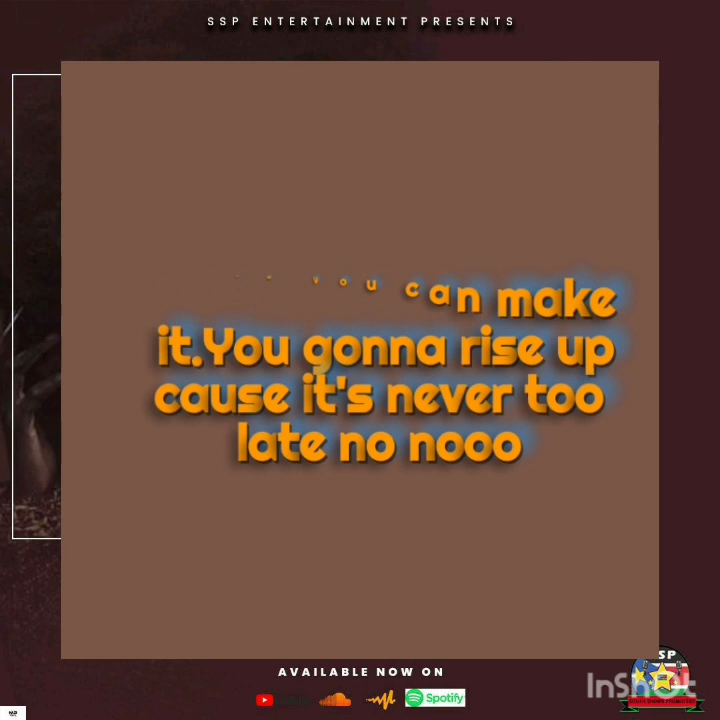 SSP ENTERTAINMENT PRESENTS
you can make
it.You gonna rise up
cause it's never too
late no nooo
AVAILABLE NOW ON
Spotify
SSP
InShot